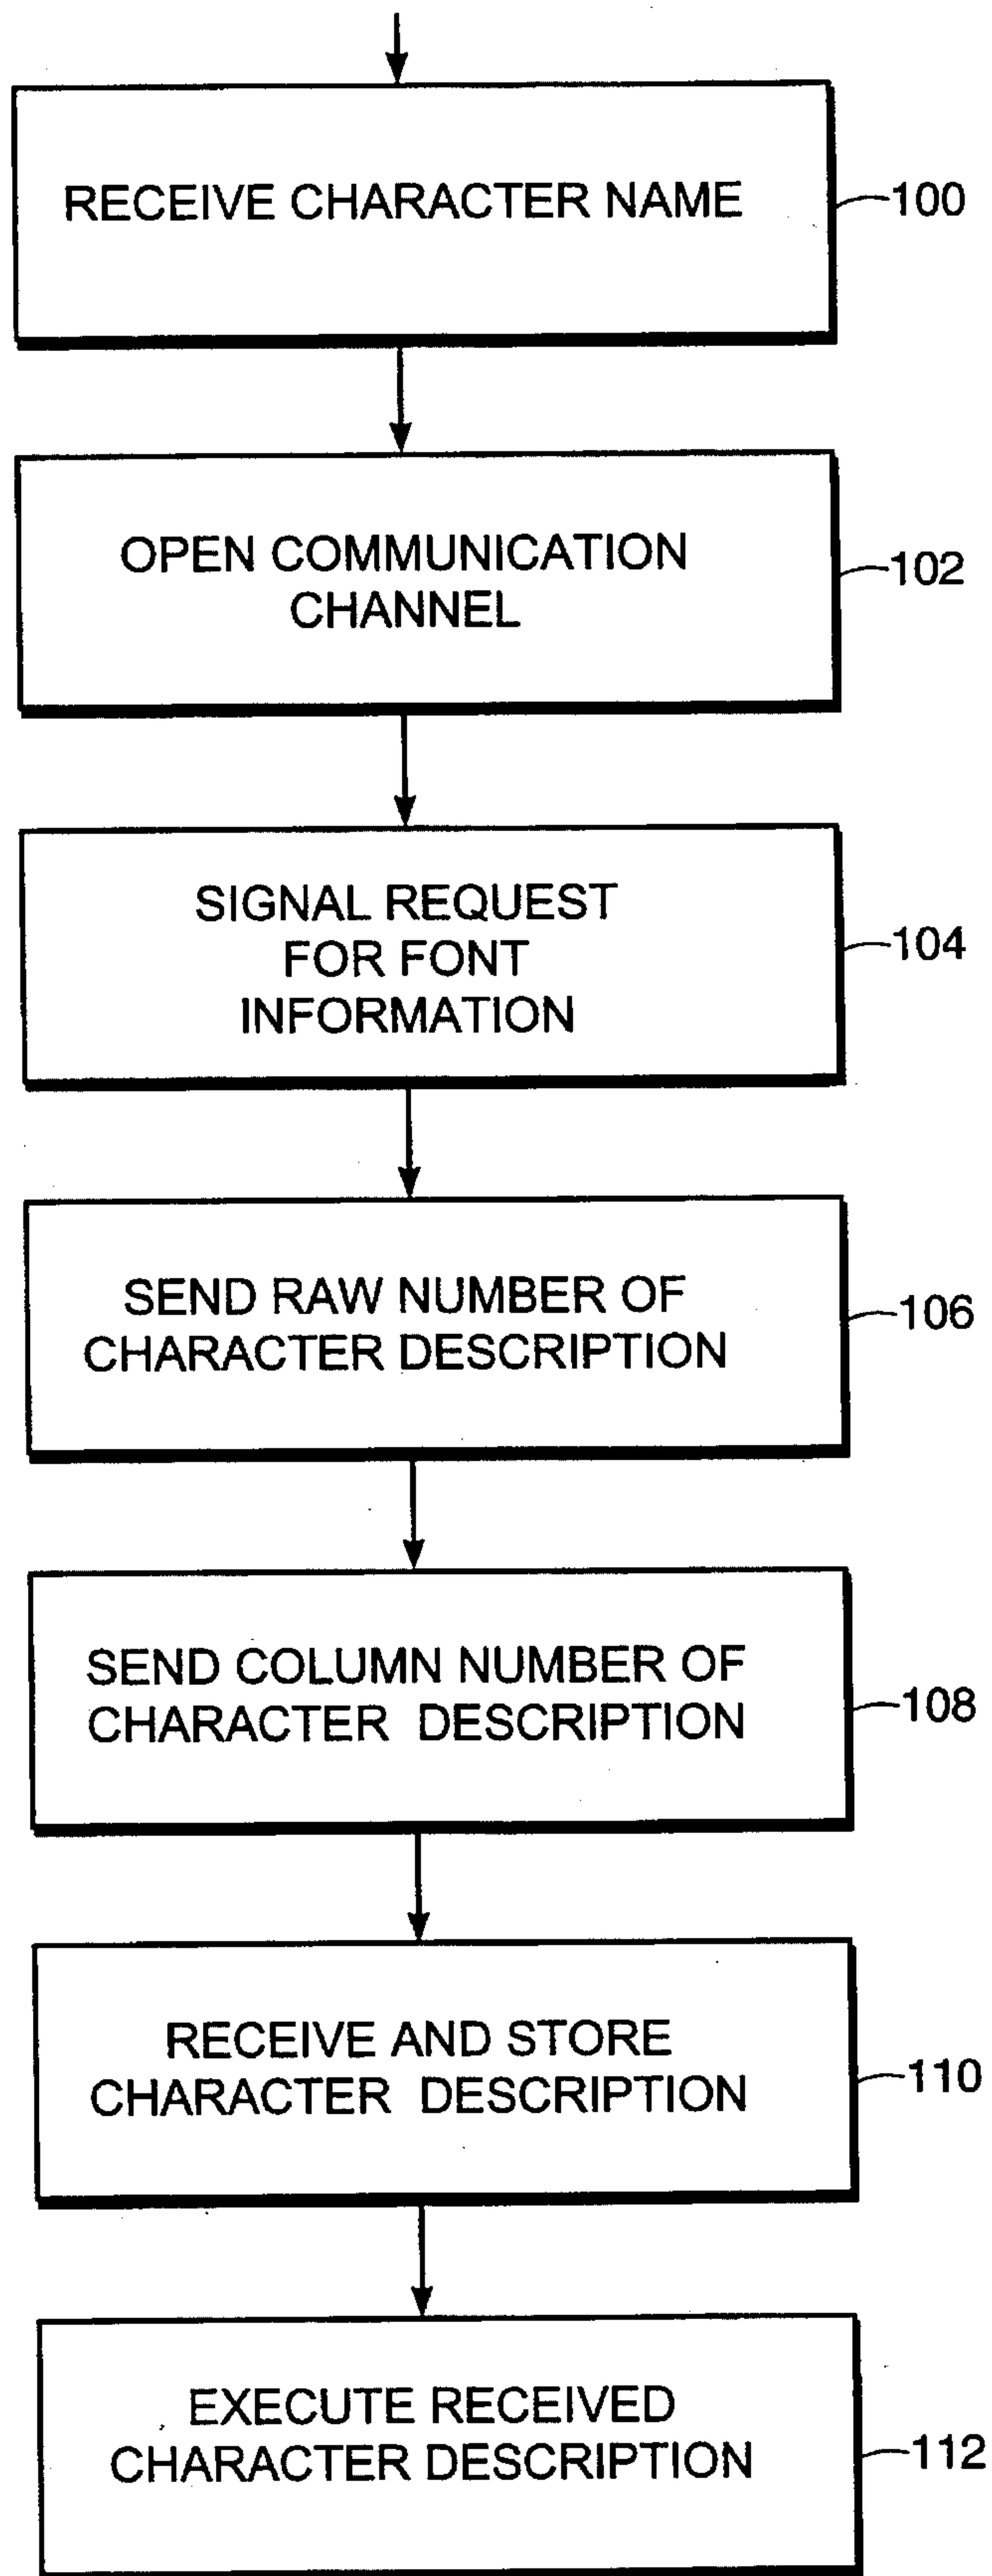 RECEIVE CHARACTER NAME
100
OPEN COMMUNICATION
CHANNEL
102
SIGNAL REQUEST
FOR FONT
INFORMATION
104
SEND RAW NUMBER OF
CHARACTER DESCRIPTION
106
SEND COLUMN NUMBER OF
CHARACTER DESCRIPTION
108
RECEIVE AND STORE
CHARACTER DESCRIPTION
110
EXECUTE RECEIVED
CHARACTER DESCRIPTION
112